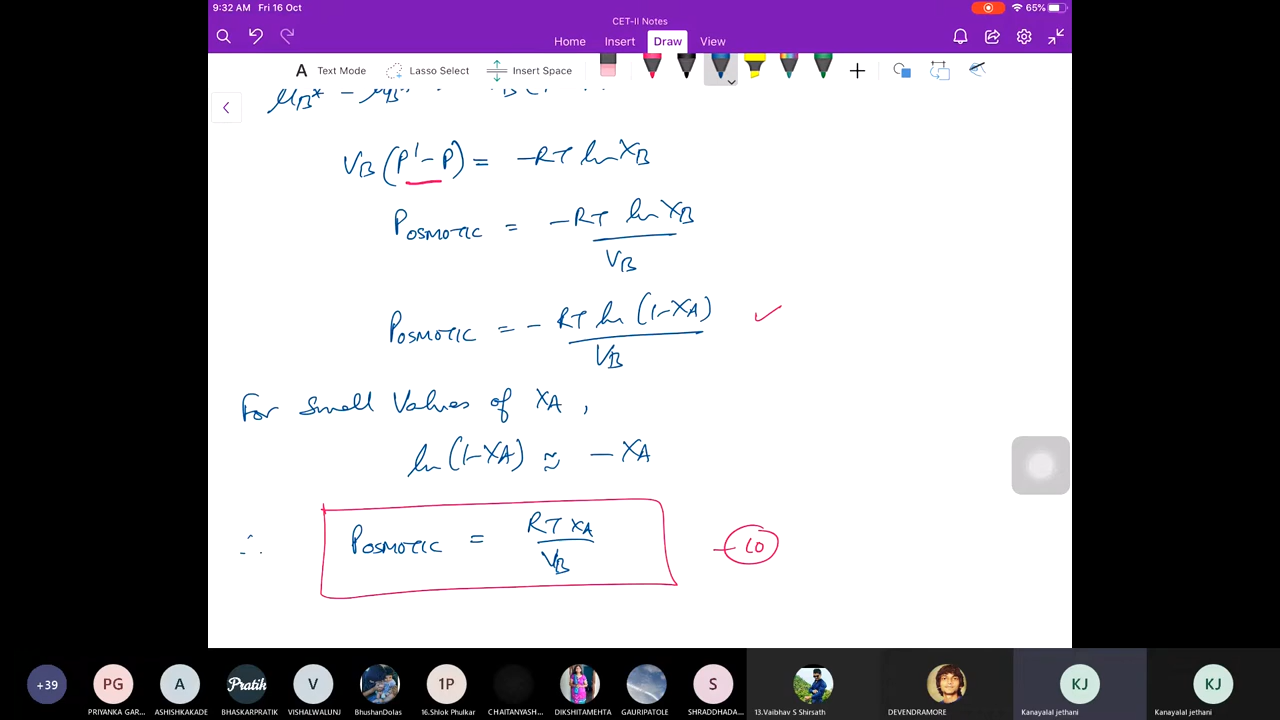 9:32 AM Fri 16 Oct
65%
CET-II Notes
Home Insert Draw View
Text Mode Lasso Select Insert Space
μB* -
VB (P' - P) = -RT ln XB
POSMOTIC = -RT ln XB / VB
POSMOTIC = - RT ln (1-XA) / VB
For Small Values of XA,
ln (1-XA) ≈ - XA
∴ POSMOTIC = RT XA / VB - 10
+39 PG A Pratik V 1P S KJ KJ
PRIYANKA GAR... ASHISHKAKADE BHASKARPRATIK VISHALWALUNJ BhushanDolas 16.Shlok Phulkar CHAITANYASH... DIKSHITAMEHTA GAURIPATOLE SHRADDHADA... 13.Vaibhav S Shirsath DEVENDRAMORE Kanayalal jethani Kanayalal jethani